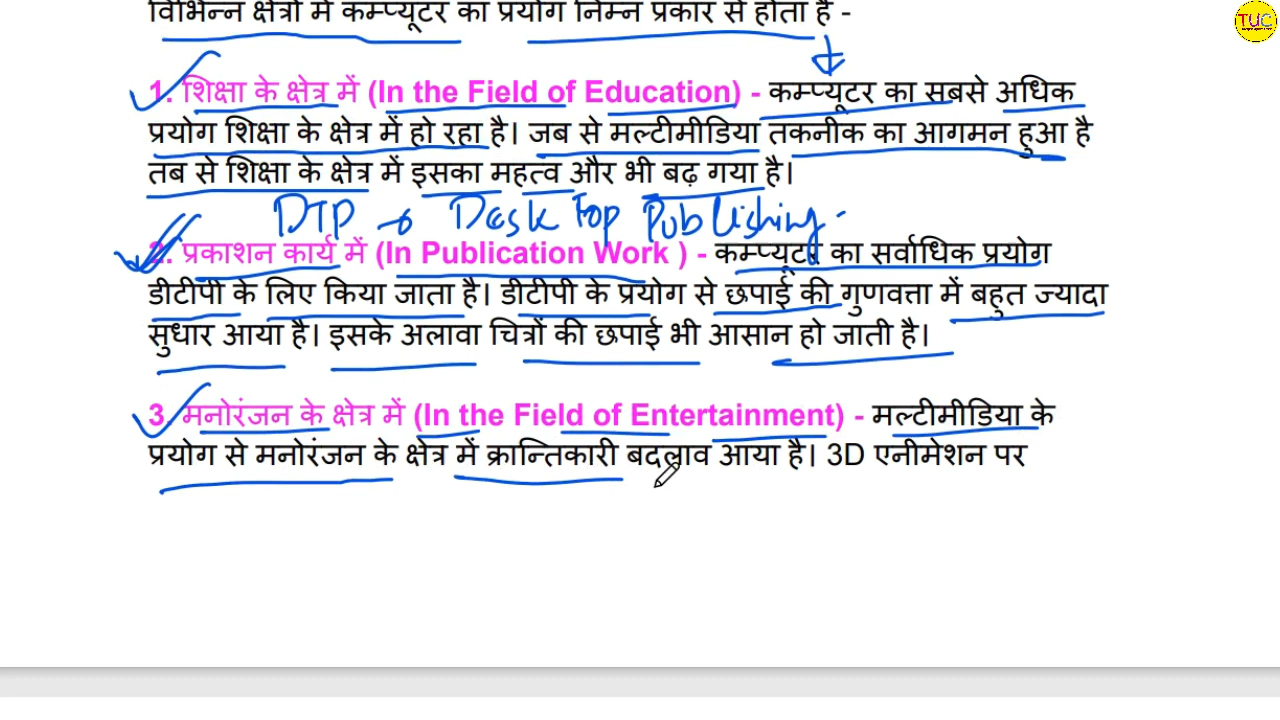 विभिन्न क्षेत्रों में कम्प्यूटर का प्रयोग निम्न प्रकार से होता है -
TUC
1. शिक्षा के क्षेत्र में (In the Field of Education) - कम्प्यूटर का सबसे अधिक
प्रयोग शिक्षा के क्षेत्र में हो रहा है। जब से मल्टीमीडिया तकनीक का आगमन हुआ है
तब से शिक्षा के क्षेत्र में इसका महत्व और भी बढ़ गया है।
DTP → Desk Top Publishing -
2. प्रकाशन कार्य में (In Publication Work ) - कम्प्यूटर का सर्वाधिक प्रयोग
डीटीपी के लिए किया जाता है। डीटीपी के प्रयोग से छपाई की गुणवत्ता में बहुत ज्यादा
सुधार आया है। इसके अलावा चित्रों की छपाई भी आसान हो जाती है।
3. मनोरंजन के क्षेत्र में (In the Field of Entertainment) - मल्टीमीडिया के
प्रयोग से मनोरंजन के क्षेत्र में क्रान्तिकारी बदलाव आया है। 3D एनीमेशन पर